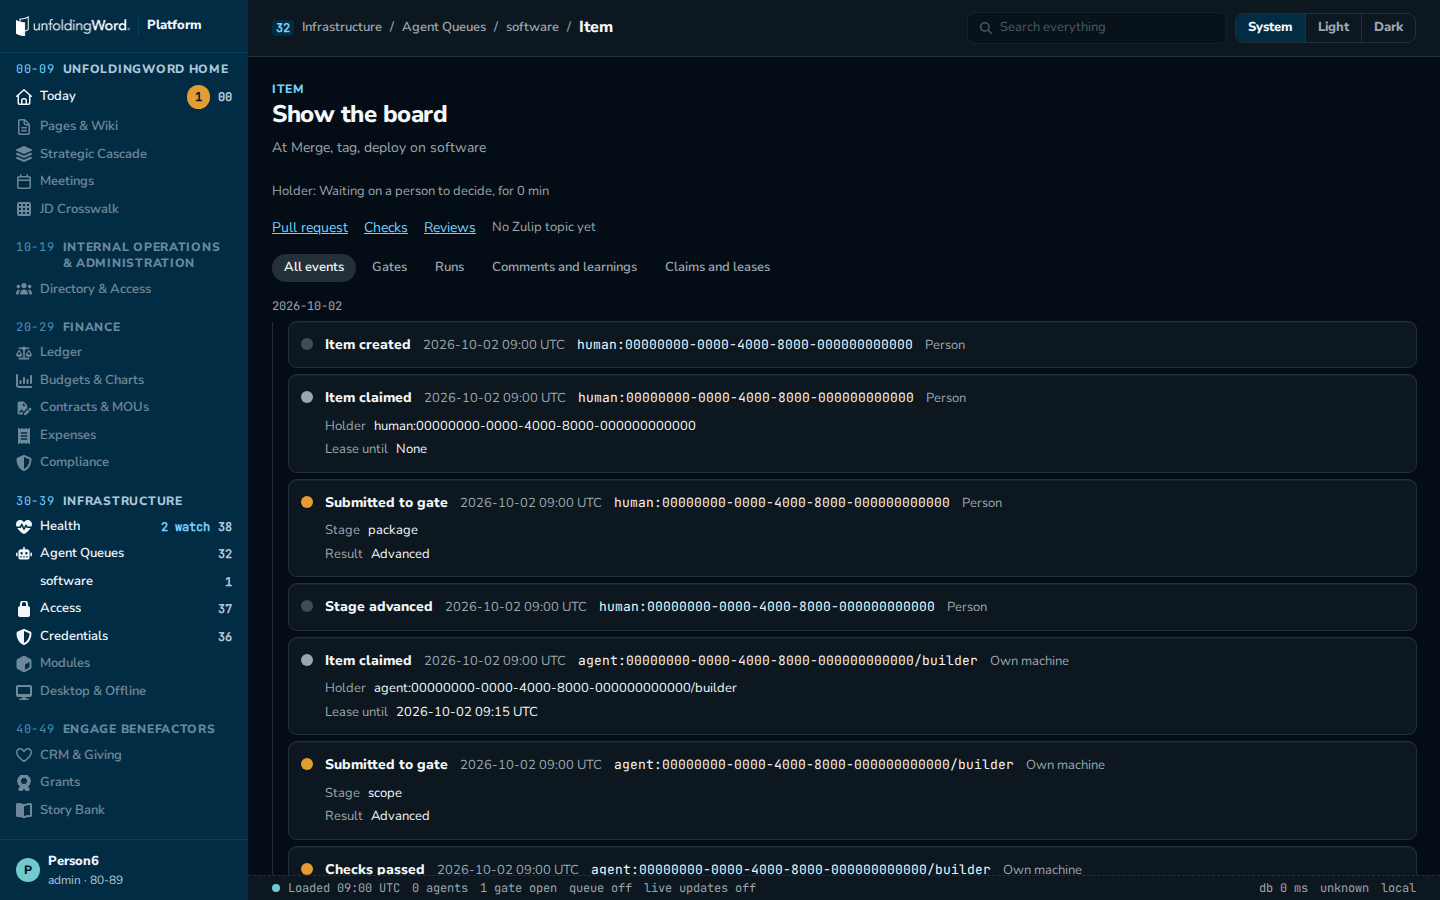 unfoldingWord® Platform
00-09 UNFOLDINGWORD HOME
Today 1 00
Pages & Wiki
Strategic Cascade
Meetings
JD Crosswalk
10-19 INTERNAL OPERATIONS
& ADMINISTRATION
Directory & Access
20-29 FINANCE
Ledger
Budgets & Charts
Contracts & MOUs
Expenses
Compliance
30-39 INFRASTRUCTURE
Health 2 watch 38
Agent Queues 32
software 1
Access 37
Credentials 36
Modules
Desktop & Offline
40-49 ENGAGE BENEFACTORS
CRM & Giving
Grants
Story Bank
P Person6
admin · 80-89
32 Infrastructure / Agent Queues / software / Item
Search everything
System Light Dark
ITEM
Show the board
At Merge, tag, deploy on software
Holder: Waiting on a person to decide, for 0 min
Pull request Checks Reviews No Zulip topic yet
All events Gates Runs Comments and learnings Claims and leases
2026-10-02
Item created 2026-10-02 09:00 UTC human:00000000-0000-4000-8000-000000000000 Person
Item claimed 2026-10-02 09:00 UTC human:00000000-0000-4000-8000-000000000000 Person
Holder human:00000000-0000-4000-8000-000000000000
Lease until None
Submitted to gate 2026-10-02 09:00 UTC human:00000000-0000-4000-8000-000000000000 Person
Stage package
Result Advanced
Stage advanced 2026-10-02 09:00 UTC human:00000000-0000-4000-8000-000000000000 Person
Item claimed 2026-10-02 09:00 UTC agent:00000000-0000-4000-8000-000000000000/builder Own machine
Holder agent:00000000-0000-4000-8000-000000000000/builder
Lease until 2026-10-02 09:15 UTC
Submitted to gate 2026-10-02 09:00 UTC agent:00000000-0000-4000-8000-000000000000/builder Own machine
Stage scope
Result Advanced
Checks passed 2026-10-02 09:00 UTC agent:00000000-0000-4000-8000-000000000000/builder Own machine
Loaded 09:00 UTC 0 agents 1 gate open queue off live updates off
db 0 ms unknown local